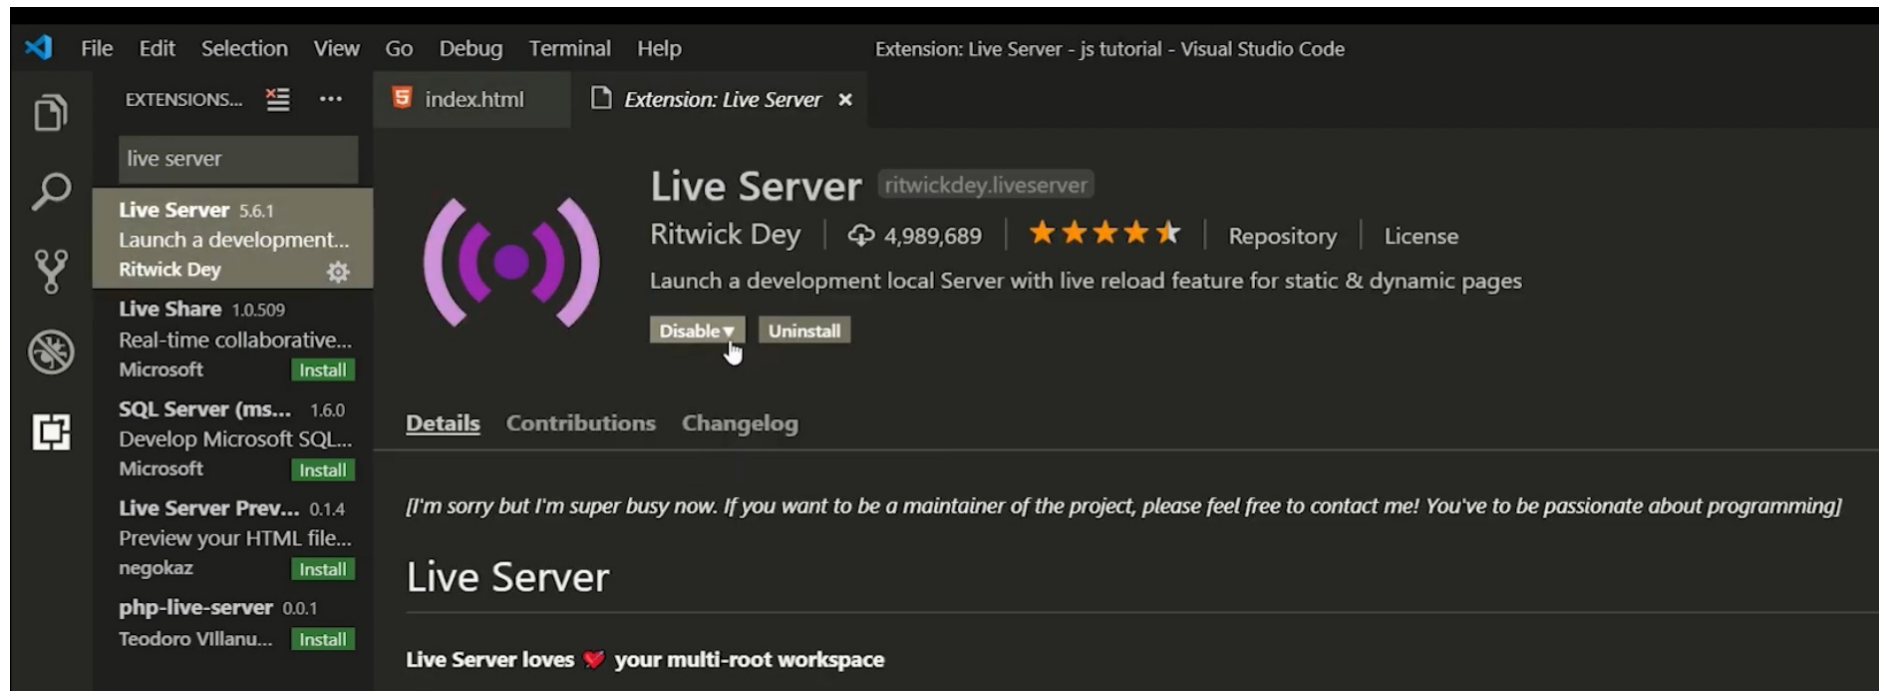 File Edit Selection View Go Debug Terminal Help Extension: Live Server - js tutorial - Visual Studio Code
EXTENSIONS...
live server
Live Server 5.6.1
Launch a development...
Ritwick Dey
Live Share 1.0.509
Real-time collaborative...
Microsoft Install
SQL Server (ms... 1.6.0
Develop Microsoft SQL...
Microsoft Install
Live Server Prev... 0.1.4
Preview your HTML file...
negokaz Install
php-live-server 0.0.1
Teodoro VIllanu... Install
index.html Extension: Live Server
Live Server ritwickdey.liveserver
Ritwick Dey 4,989,689 Repository License
Launch a development local Server with live reload feature for static & dynamic pages
Disable Uninstall
Details Contributions Changelog
[I'm sorry but I'm super busy now. If you want to be a maintainer of the project, please feel free to contact me! You've to be passionate about programming]
Live Server
Live Server loves 💘 your multi-root workspace